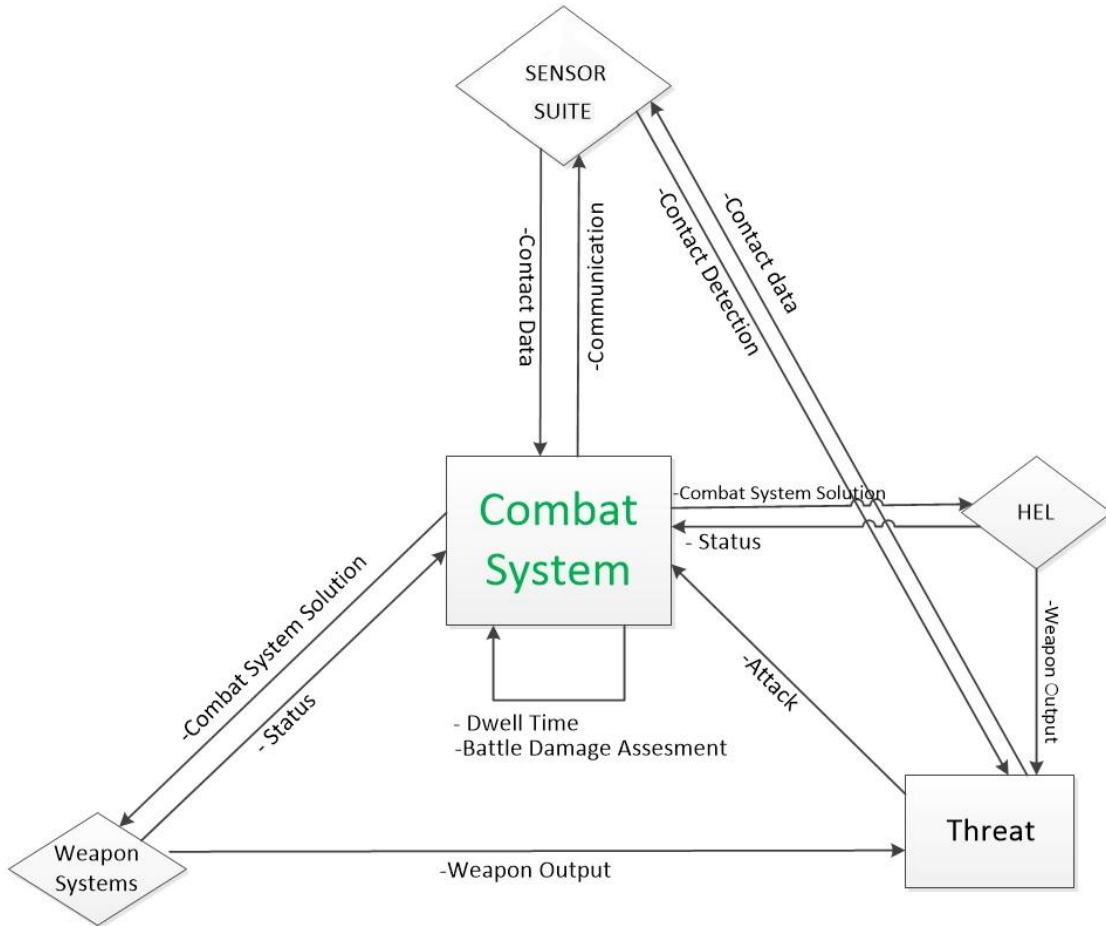 SENSOR
SUITE
-Contact Data
-Communication
-Contact Detection
-Contact data
Combat
System
-Combat System Solution
- Status
HEL
-Combat System Solution
- Status
-Attack
-Weapon Output
- Dwell Time
-Battle Damage Assesment
Weapon
Systems
-Weapon Output
Threat